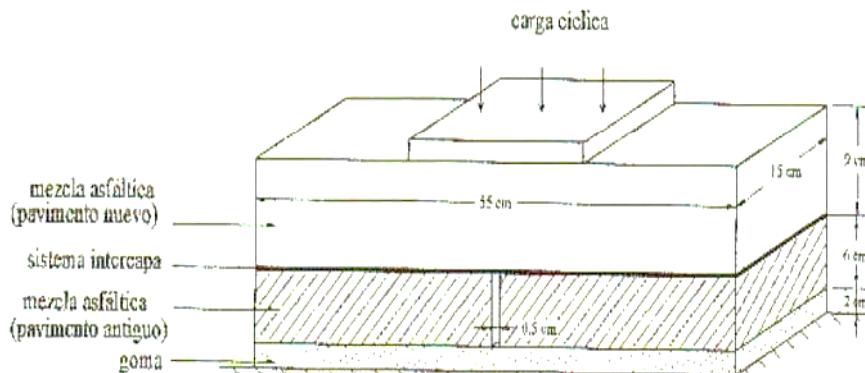 carga cíclica
mezcla asfáltica
(pavimento nuevo)
sistema intercapa
mezcla asfáltica
(pavimento antiguo)
goma
55 cm
15 cm
9 cm
6 cm
2 cm
0.5 cm